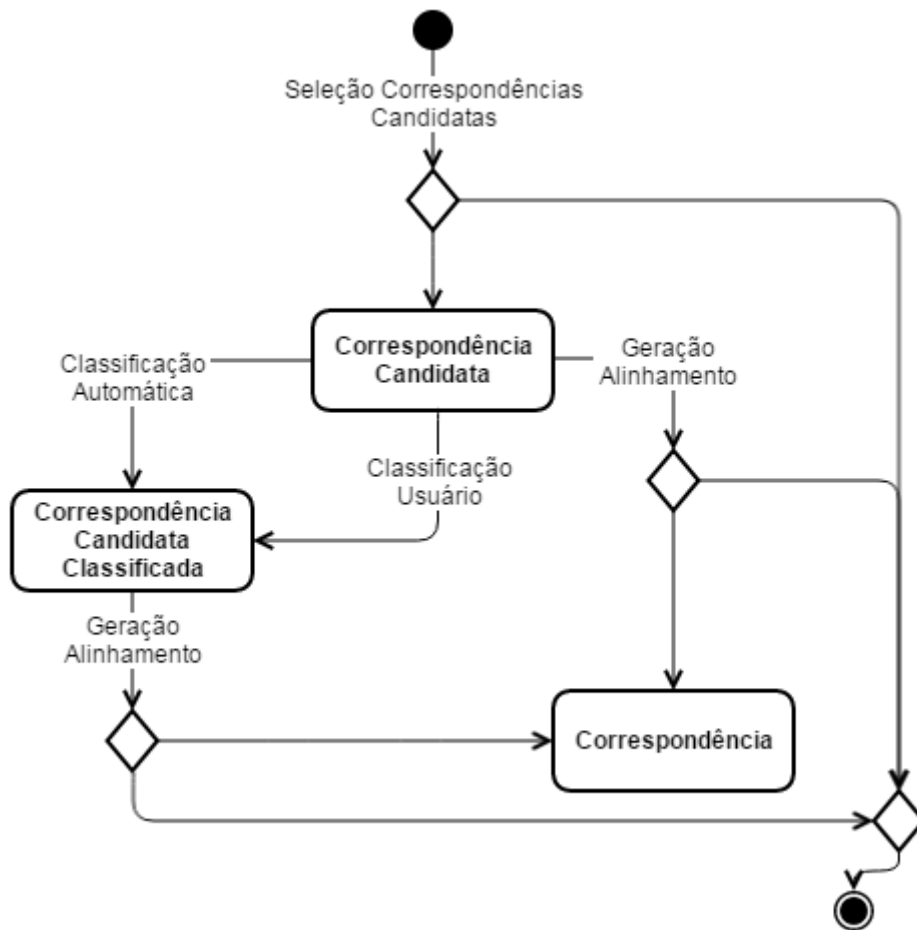 Seleção Correspondências
Candidatas
Correspondência
Candidata
Classificação
Automática
Geração
Alinhamento
Classificação
Usuário
Correspondência
Candidata
Classificada
Geração
Alinhamento
Correspondência